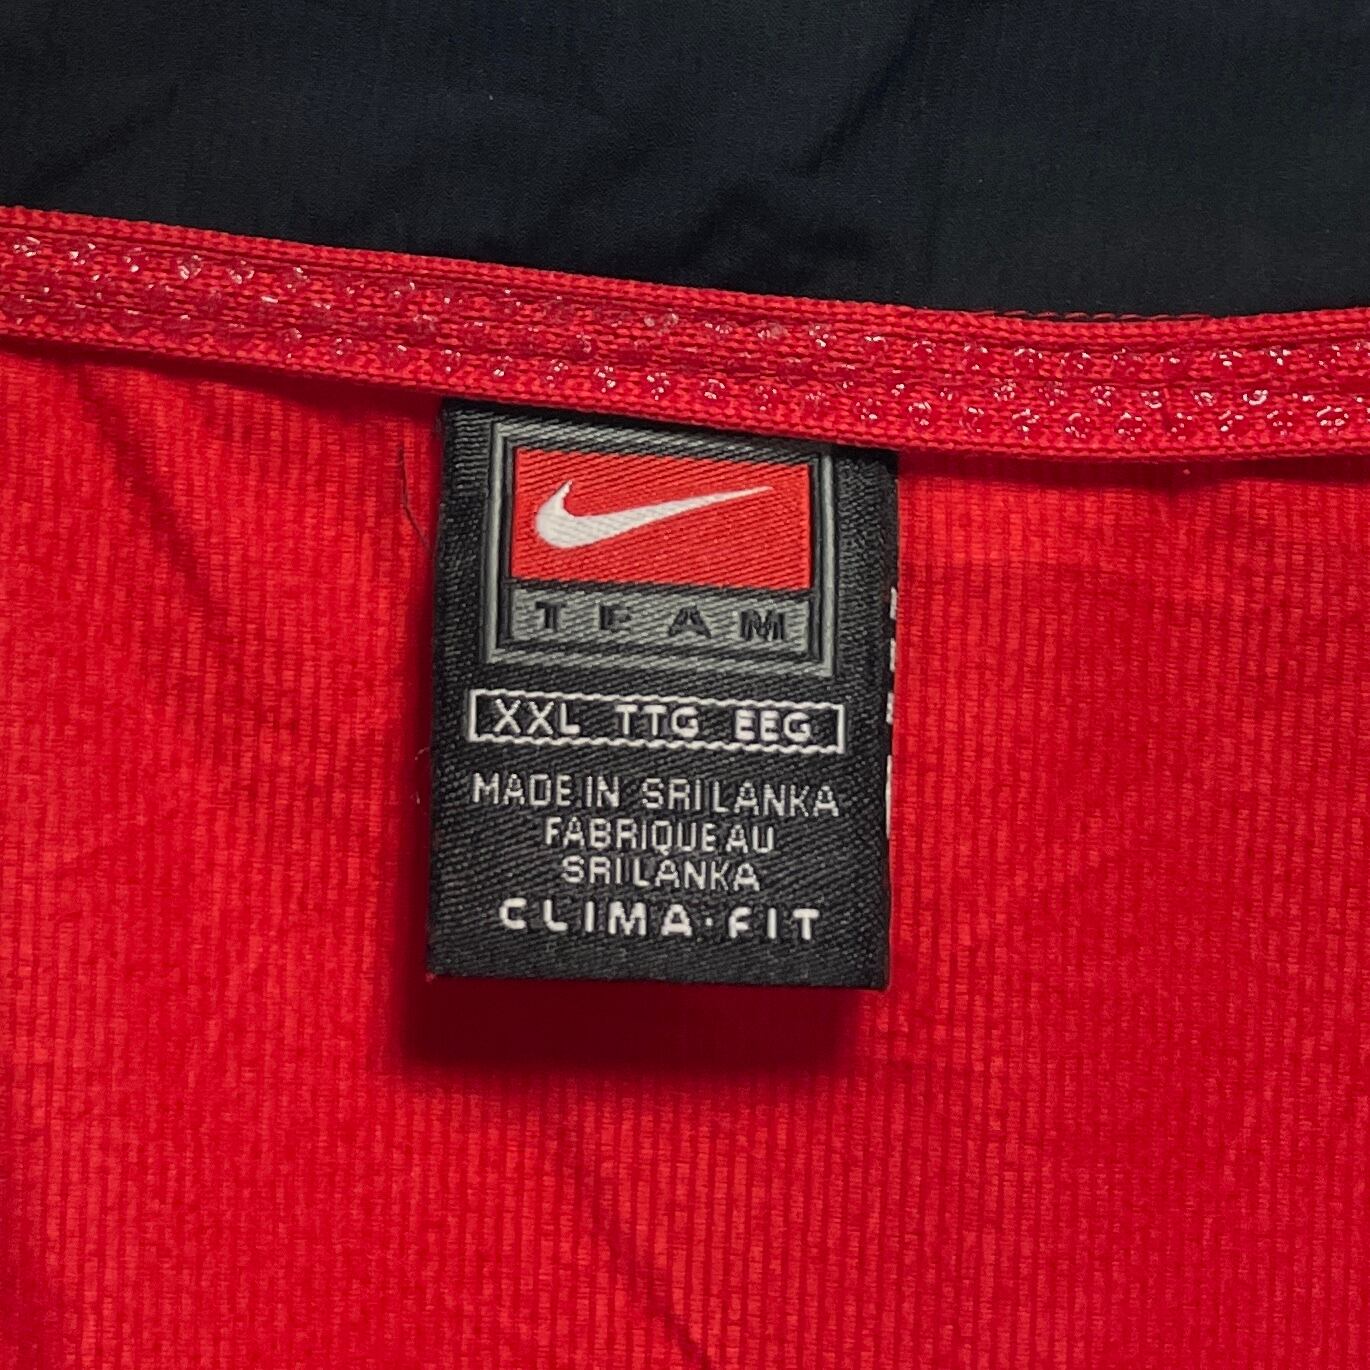 TEAM
XXL TTG EEG
MADE IN SRI LANKA
FABRIQUE AU
SRI LANKA
CLIMA·FIT